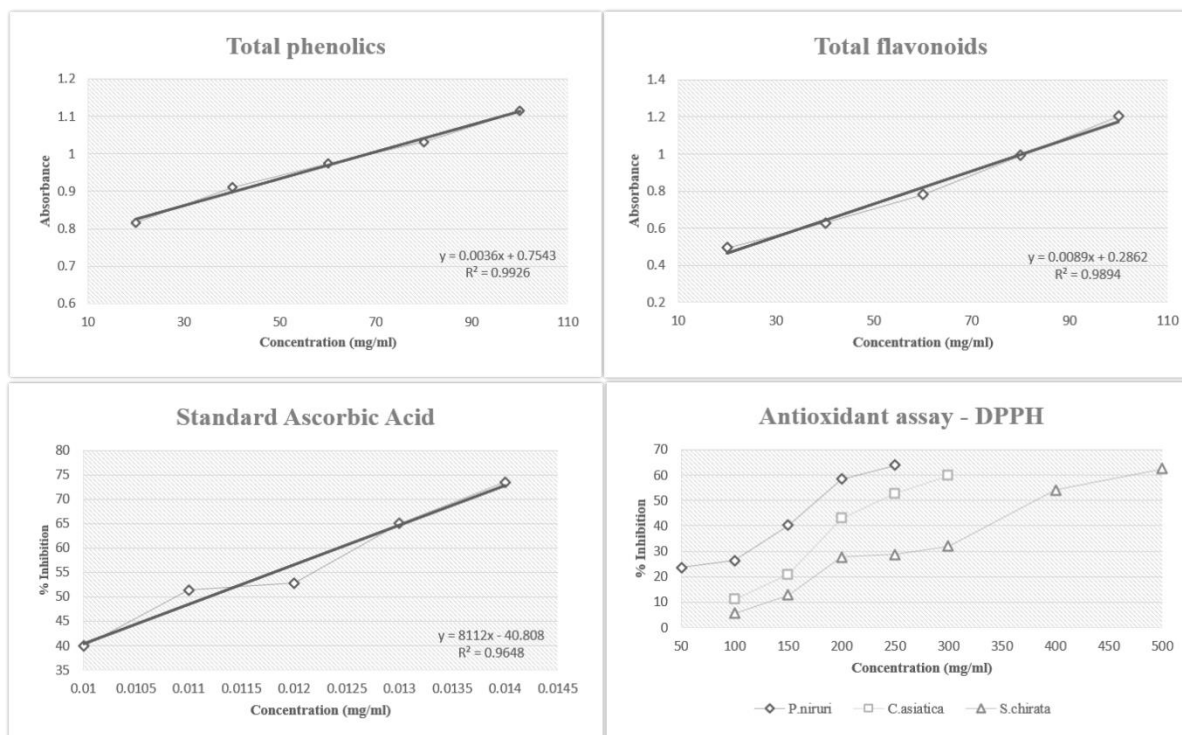 Total phenolics
1.2
1.1
1
0.9
0.8
0.7
0.6
Absorbance
y = 0.0036x + 0.7543
R² = 0.9926
10 30 50 70 90 110
Concentration (mg/ml)
Total flavonoids
1.4
1.2
1
0.8
0.6
0.4
0.2
Absorbance
y = 0.0089x + 0.2862
R² = 0.9894
10 30 50 70 90 110
Concentration (mg/ml)
Standard Ascorbic Acid
80
75
70
65
60
55
50
45
40
35
% Inhibition
y = 8112x - 40.808
R² = 0.9648
0.01 0.0105 0.011 0.0115 0.012 0.0125 0.013 0.0135 0.014 0.0145
Concentration (mg/ml)
Antioxidant assay - DPPH
70
60
50
40
30
20
10
0
% Inhibition
50 100 150 200 250 300 350 400 450 500
Concentration (mg/ml)
P.niruri C.asiatica S.chirata